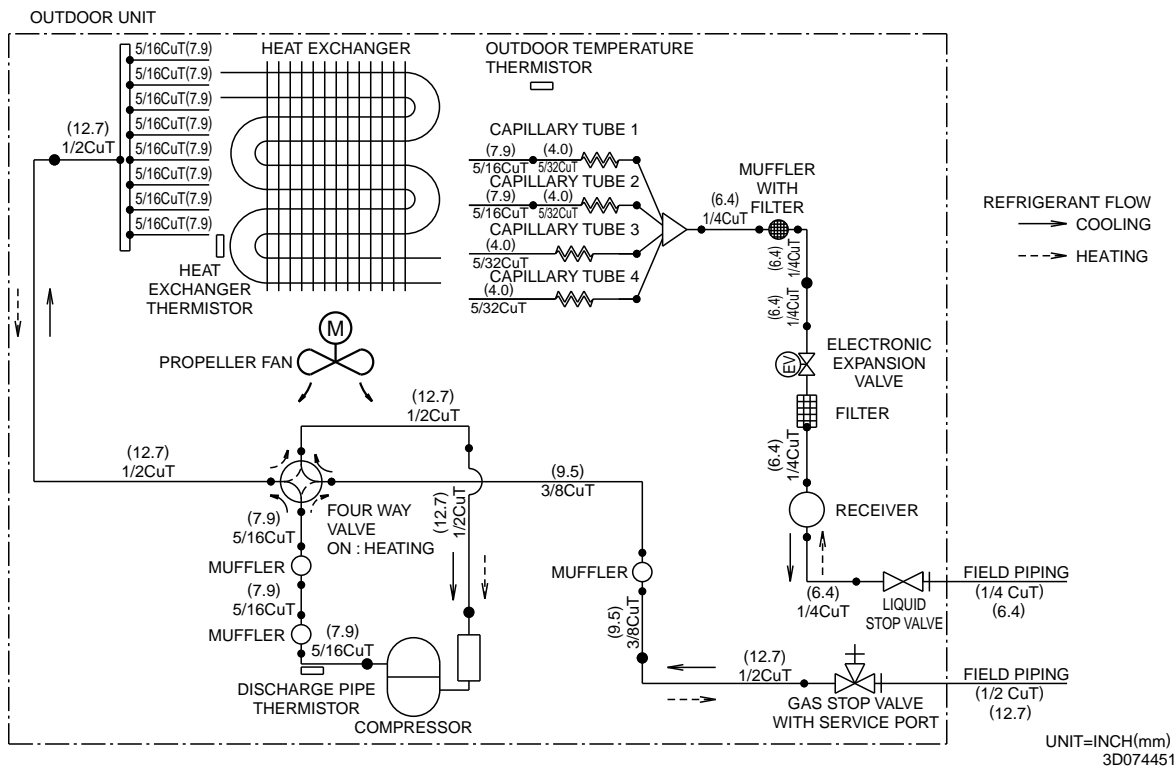 OUTDOOR UNIT
5/16CuT(7.9)
5/16CuT(7.9)
5/16CuT(7.9)
5/16CuT(7.9)
5/16CuT(7.9)
5/16CuT(7.9)
5/16CuT(7.9)
5/16CuT(7.9)
(12.7)
1/2CuT
HEAT EXCHANGER
HEAT
EXCHANGER
THERMISTOR
OUTDOOR TEMPERATURE
THERMISTOR
CAPILLARY TUBE 1
(7.9)
5/16CuT
(4.0)
5/32CuT
CAPILLARY TUBE 2
(7.9)
5/16CuT
(4.0)
5/32CuT
CAPILLARY TUBE 3
(4.0)
5/32CuT
CAPILLARY TUBE 4
(4.0)
5/32CuT
(6.4)
1/4CuT
MUFFLER
WITH
FILTER
(6.4)
1/4CuT
(6.4)
1/4CuT
REFRIGERANT FLOW
COOLING
HEATING
M
PROPELLER FAN
EV
ELECTRONIC
EXPANSION
VALVE
FILTER
(6.4)
1/4CuT
RECEIVER
(12.7)
1/2CuT
(12.7)
1/2CuT
(12.7)
1/2CuT
(9.5)
3/8CuT
FOUR WAY
VALVE
ON : HEATING
(7.9)
5/16CuT
MUFFLER
(7.9)
5/16CuT
MUFFLER
(7.9)
5/16CuT
DISCHARGE PIPE
THERMISTOR
COMPRESSOR
MUFFLER
(9.5)
3/8CuT
(6.4)
1/4CuT
LIQUID
STOP VALVE
FIELD PIPING
(1/4 CuT)
(6.4)
(12.7)
1/2CuT
GAS STOP VALVE
WITH SERVICE PORT
FIELD PIPING
(1/2 CuT)
(12.7)
UNIT=INCH(mm)
3D074451